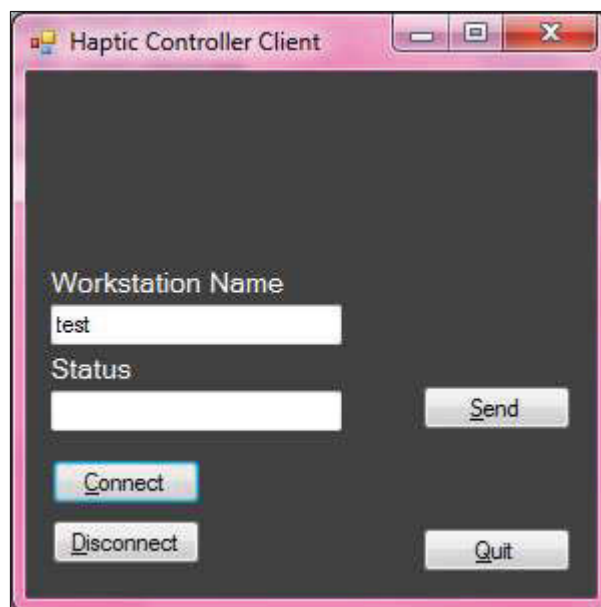 Haptic Controller Client
Workstation Name
test
Status
Send
Connect
Disconnect
Quit